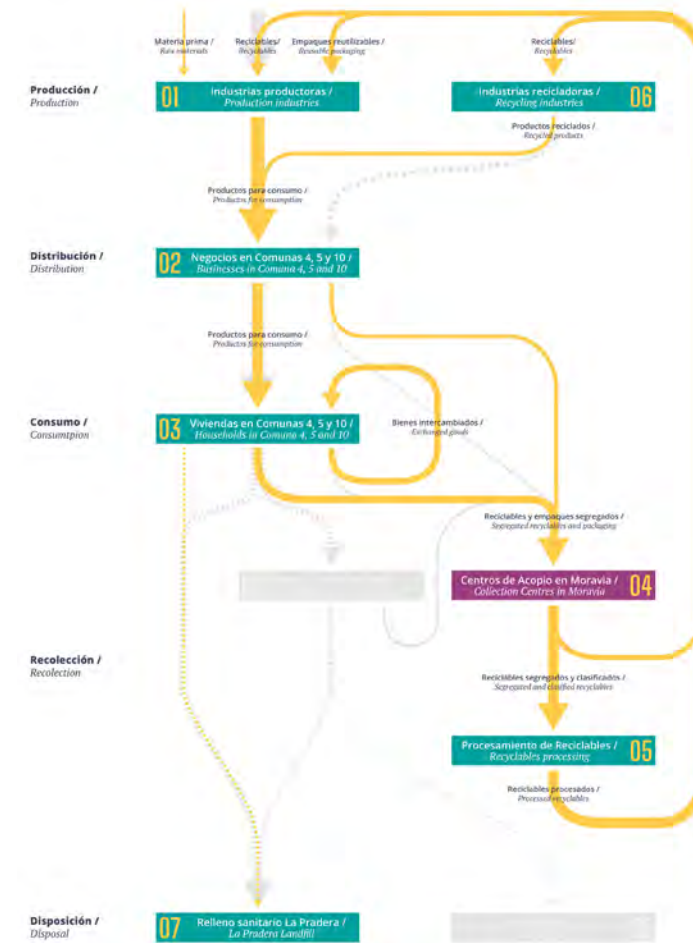 Materia prima /
Raw materials
Reciclables/
Recyclables
Empaques reutilizables /
Reusable packaging
Reciclables/
Recyclables
Producción /
Production
01
Industrias productoras /
Production industries
Industrias recicladoras /
Recycling industries
06
Productos reciclados /
Recycled products
Productos para consumo /
Products for consumption
Distribución /
Distribution
02
Negocios en Comunas 4, 5 y 10 /
Businesses in Comuna 4, 5 and 10
Productos para consumo /
Products for consumption
Consumo /
Consumtpion
03
Viviendas en Comunas 4, 5 y 10 /
Households in Comuna 4, 5 and 10
Bienes intercambiados /
Exchanged goods
Reciclables y empaques segregados /
Segregated recyclables and packaging
Centros de Acopio en Moravia /
Collection Centres in Moravia
04
Recolección /
Recolection
Reciclables segregados y clasificados /
Segregated and clasified recyclables
Procesamiento de Reciclables /
Recyclables processing
05
Reciclables procesados /
Processed recyclables
Disposición /
Disposal
07
Relleno sanitario La Pradera /
La Pradera Landfill